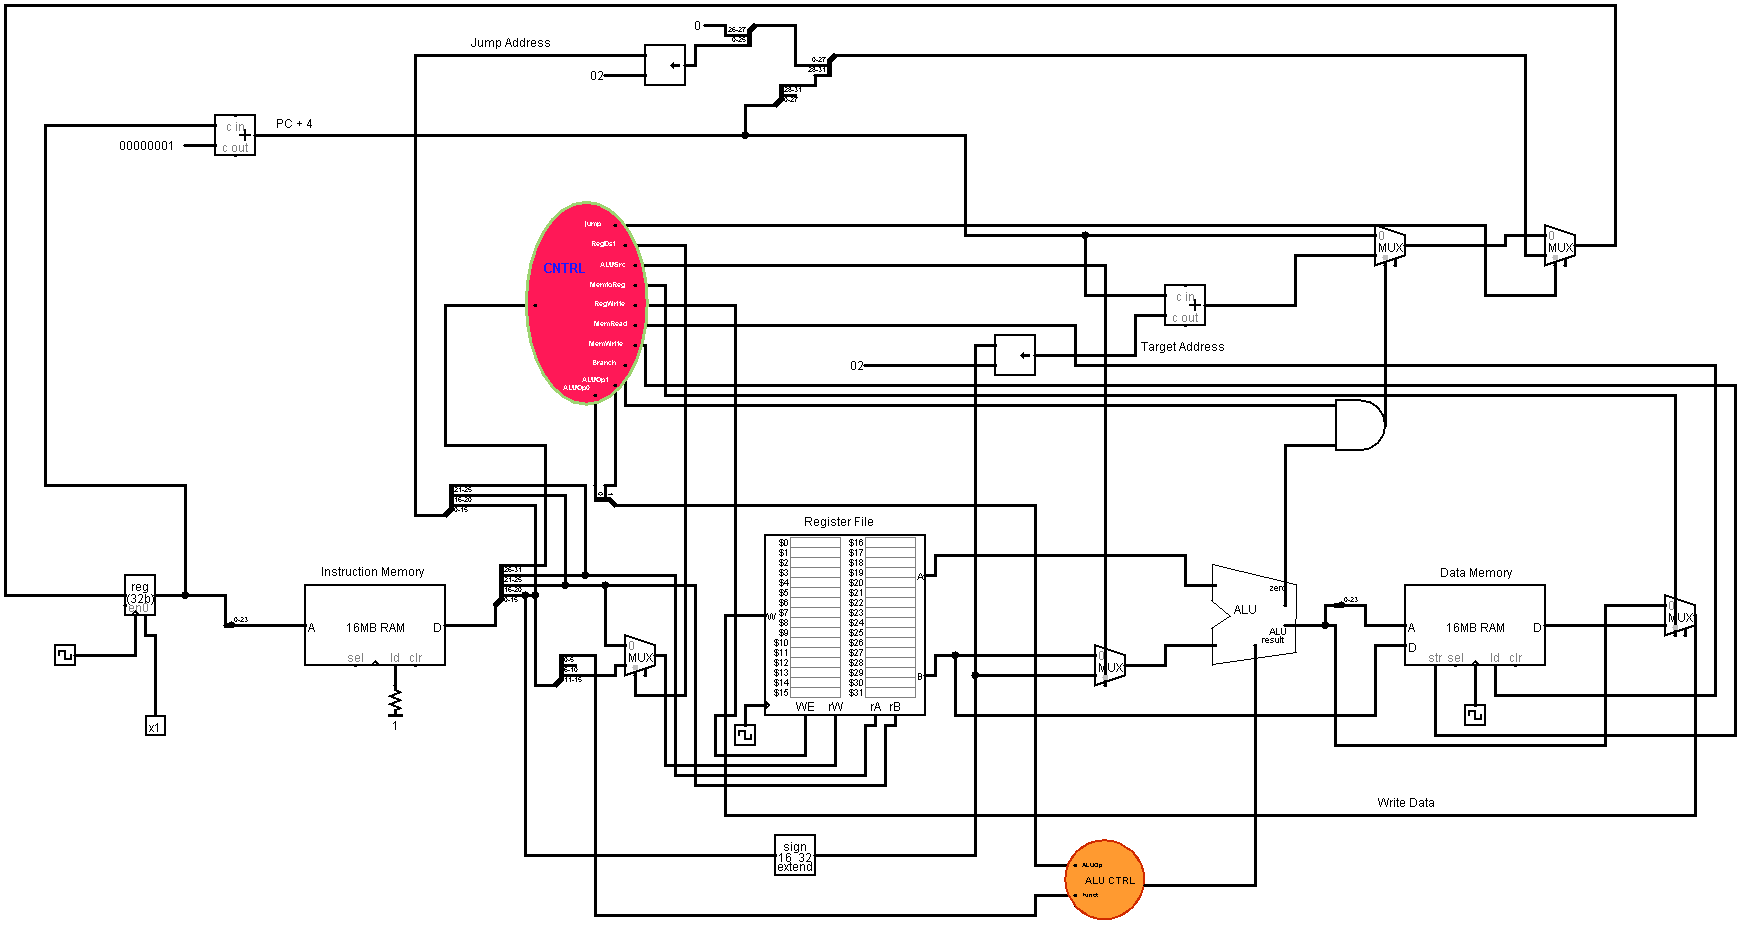 0
26-27
0-25
Jump Address
02
0-27
28-31
28-31
0-27
PC + 4
c in
+
c out
00000001
jump
RegDst
CNTRL
ALUSrc
MemtoReg
RegWrite
MemRead
MemWrite
Branch
ALUOp1
ALUOp0
0
MUX
0
MUX
c in
+
c out
Target Address
02
21-25
16-20
0-15
0
1
Register File
Instruction Memory
Data Memory
reg
(32b)
en0
0-23
A
16MB RAM
D
sel
ld
clr
1
x1
26-31
21-25
16-20
0-15
0-5
6-10
11-15
0
MUX
$0
$1
$2
$3
$4
$5
$6
$7
$8
$9
$10
$11
$12
$13
$14
$15
$16
$17
$18
$19
$20
$21
$22
$23
$24
$25
$26
$27
$28
$29
$30
$31
W
A
B
WE
rW
rA
rB
0
MUX
zero
ALU
ALU
result
0-23
A
16MB RAM
D
D
str
sel
ld
clr
0
MUX
Write Data
sign
16 32
extend
ALUOp
ALU CTRL
funct